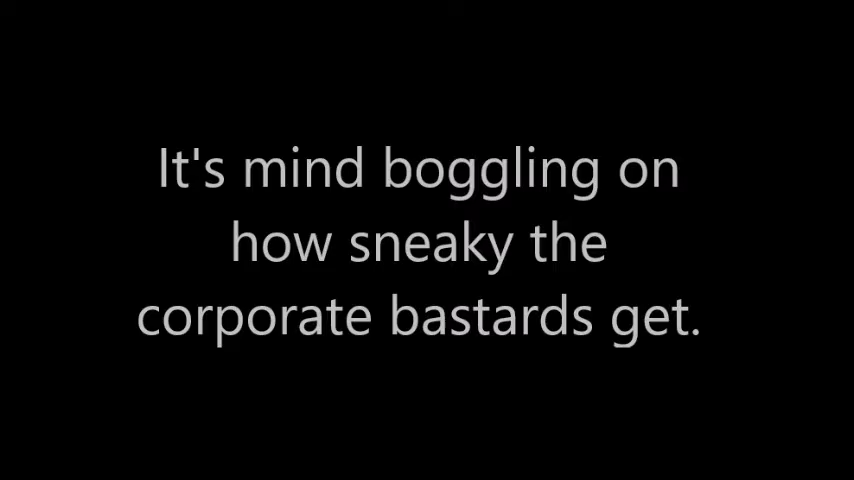 It's mind boggling on
how sneaky the
corporate bastards get.